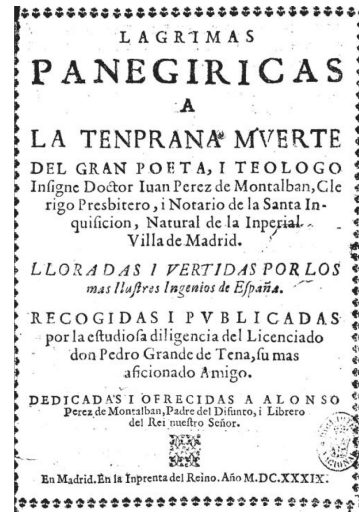 LAGRIMAS
PANEGIRICAS
A
LA TENPRANA MVERTE
DEL GRAN POETA, I TEOLOGO
Insigne Doctor Iuan Perez de Montalban, Cle
rigo Presbitero, i Notario de la Santa In-
quisicion, Natural de la Inperial
Villa de Madrid.
LLORADAS I VERTIDAS POR LOS
mas Ilustres Ingenios de España.
RECOGIDAS I PVBLICADAS
por la estudiosa diligencia del Licenciado
don Pedro Grande de Tena, su mas
aficionado Amigo.
DEDICADAS I OFRECIDAS A ALONSO
Perez de Montalban, Padre del Difunto, i Librero
del Rei nuestro Señor.
En Madrid. En la Inprenta del Reino. Año M.DC.XXXIX.